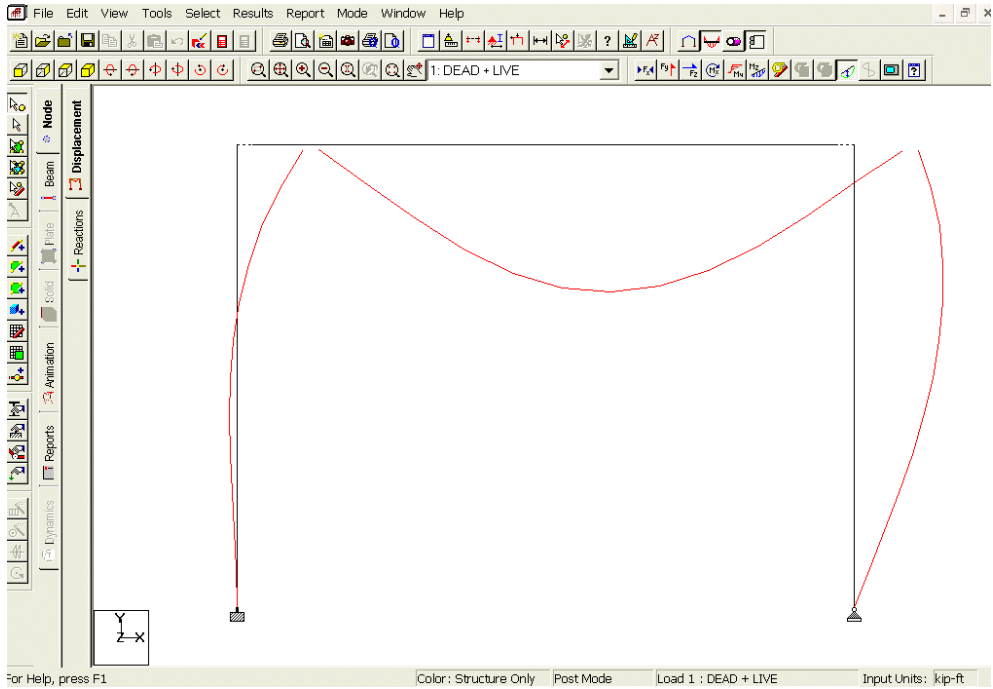 File Edit View Tools Select Results Report Mode Window Help
1: DEAD + LIVE
Node
Beam
Plate
Solid
Animation
Reports
Dynamics
Displacement
Reactions
Y
Z X
For Help, press F1
Color: Structure Only
Post Mode
Load 1 : DEAD + LIVE
Input Units: kip-ft